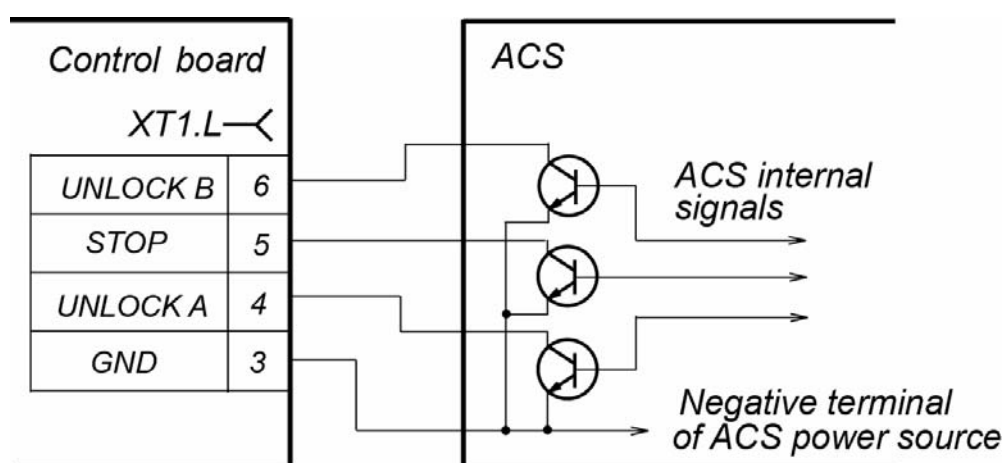 Control board
ACS
XT1.L
UNLOCK B 6
STOP 5
UNLOCK A 4
GND 3
ACS internal
signals
Negative terminal
of ACS power source